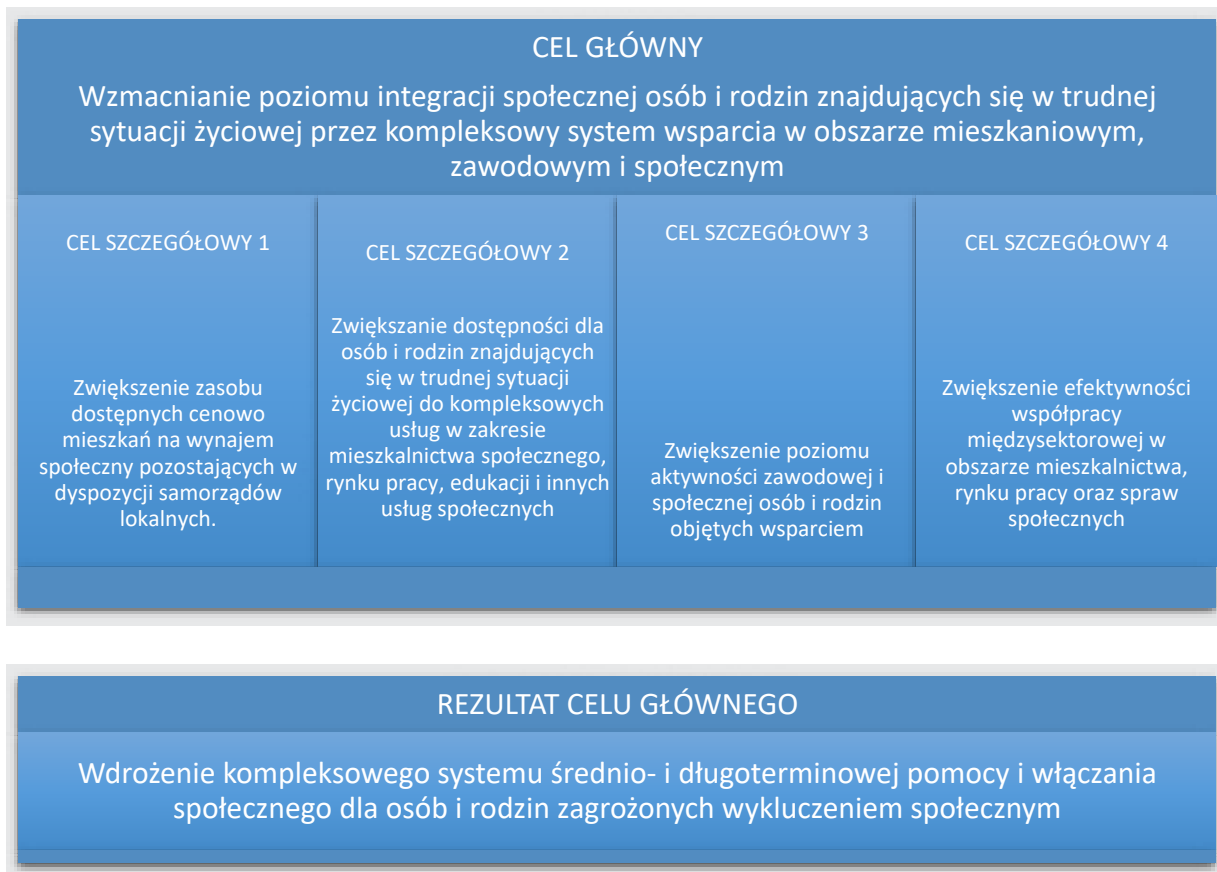 CEL GŁÓWNY
Wzmacnianie poziomu integracji społecznej osób i rodzin znajdujących się w trudnej
sytuacji życiowej przez kompleksowy system wsparcia w obszarze mieszkaniowym,
zawodowym i społecznym
CEL SZCZEGÓŁOWY 1
Zwiększenie zasobu
dostępnych cenowo
mieszkań na wynajem
społeczny pozostających w
dyspozycji samorządów
lokalnych.
CEL SZCZEGÓŁOWY 2
Zwiększanie dostępności dla
osób i rodzin znajdujących
się w trudnej sytuacji
życiowej do kompleksowych
usług w zakresie
mieszkalnictwa społecznego,
rynku pracy, edukacji i innych
usług społecznych
CEL SZCZEGÓŁOWY 3
Zwiększenie poziomu
aktywności zawodowej i
społecznej osób i rodzin
objętych wsparciem
CEL SZCZEGÓŁOWY 4
Zwiększenie efektywności
współpracy
międzysektorowej w
obszarze mieszkalnictwa,
rynku pracy oraz spraw
społecznych
REZULTAT CELU GŁÓWNEGO
Wdrożenie kompleksowego systemu średnio- i długoterminowej pomocy i włączania
społecznego dla osób i rodzin zagrożonych wykluczeniem społecznym